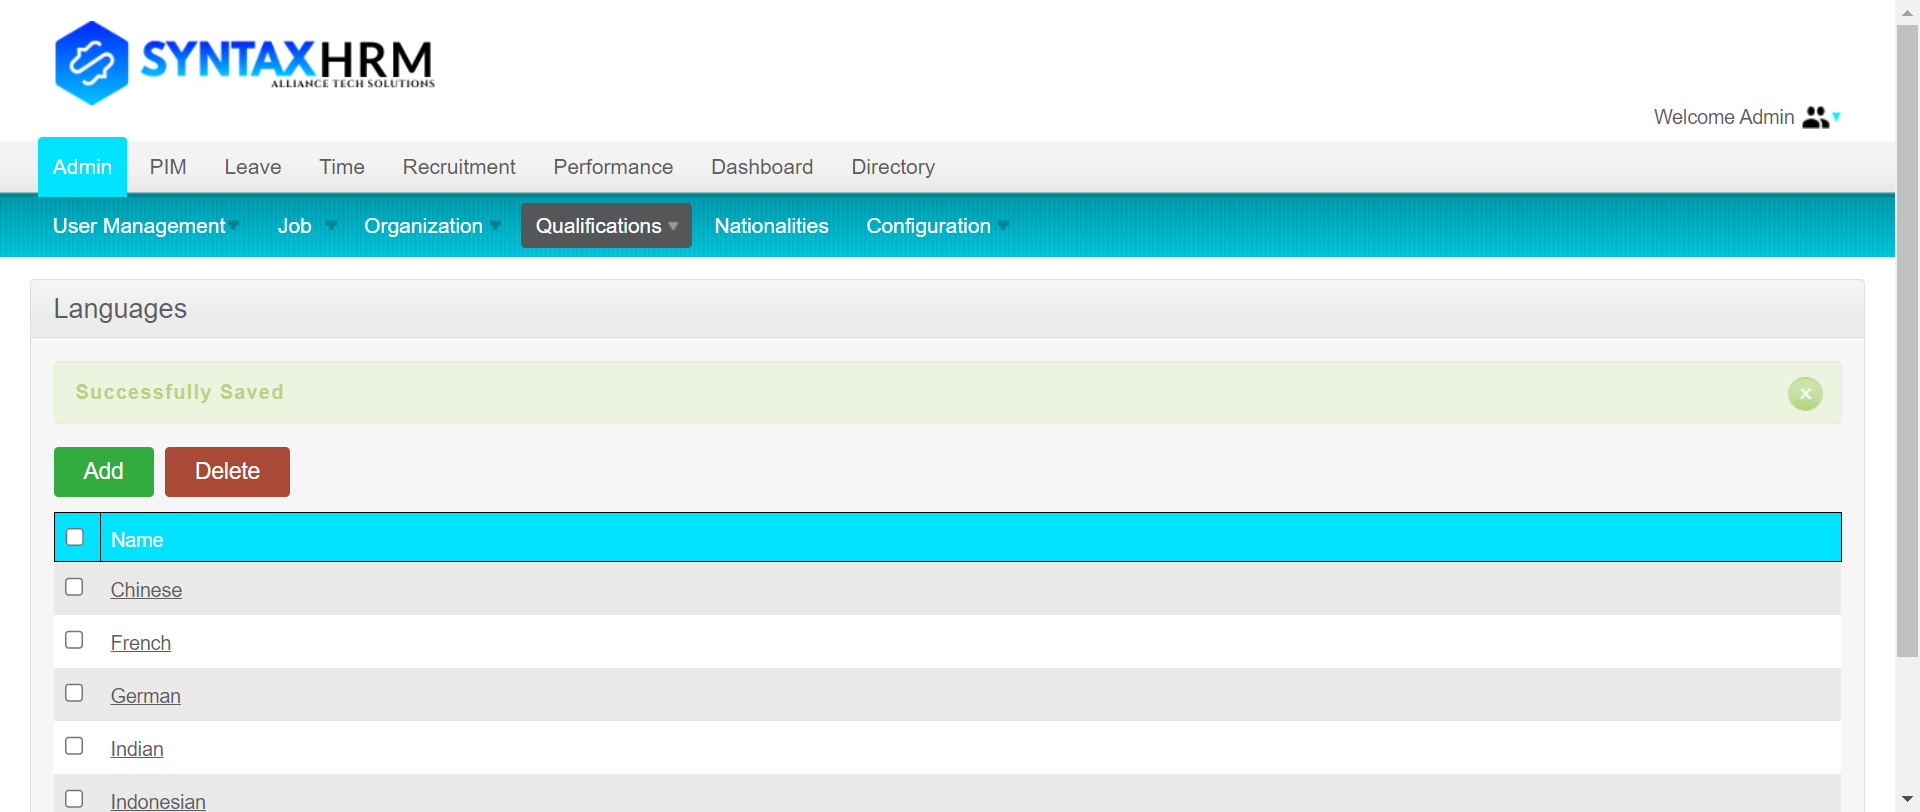 SYNTAXHRM
ALLIANCE TECH SOLUTIONS
Welcome Admin
Admin PIM Leave Time Recruitment Performance Dashboard Directory
User Management Job Organization Qualifications Nationalities Configuration
Languages
Successfully Saved
Add Delete
Name
Chinese
French
German
Indian
Indonesian